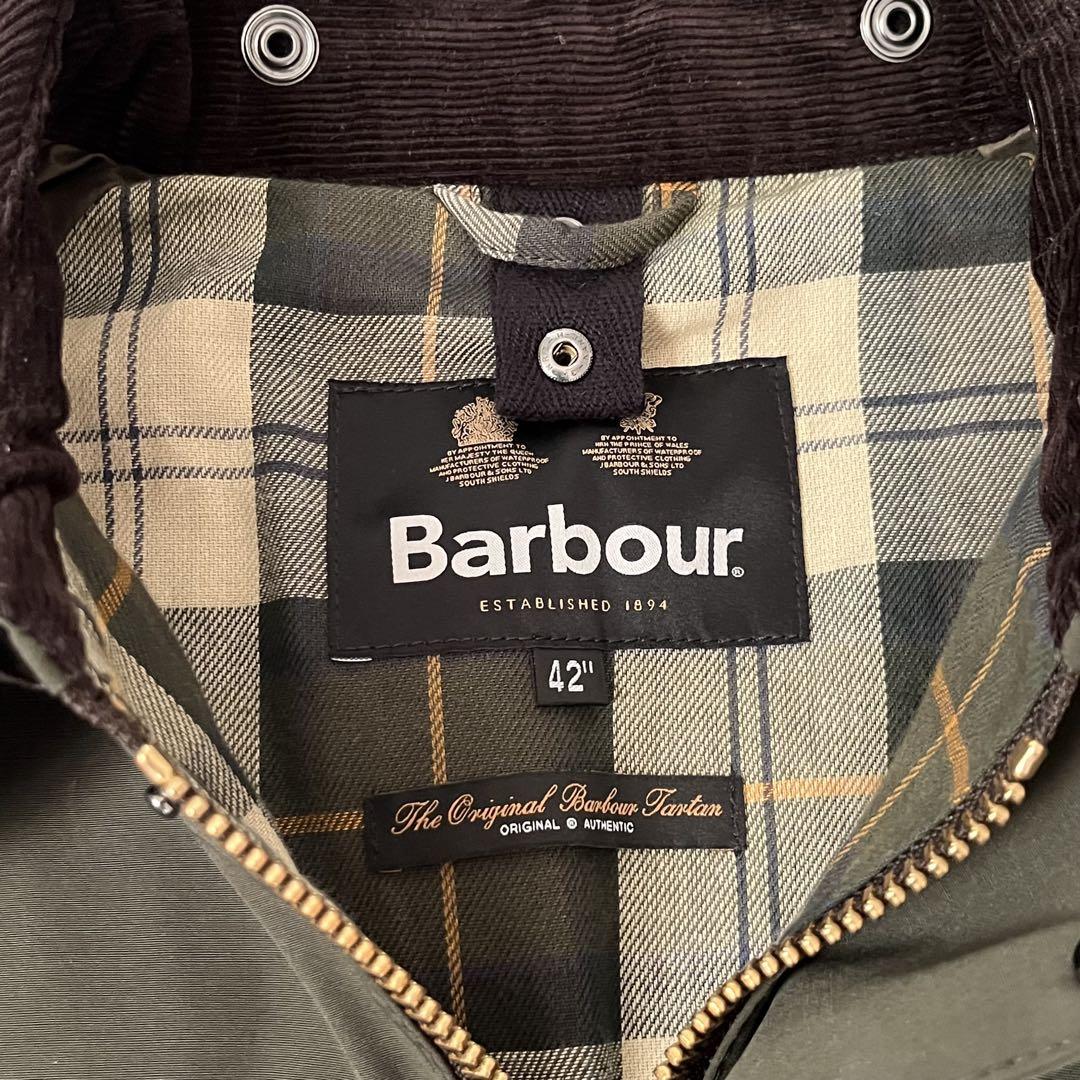 BY APPOINTMENT TO
HER MAJESTY THE QUEEN
MANUFACTURERS OF WATERPROOF
AND PROTECTIVE CLOTHING
J BARBOUR & SONS LTD
SOUTH SHIELDS
BY APPOINTMENT TO
HRH THE PRINCE OF WALES
MANUFACTURERS OF WATERPROOF
AND PROTECTIVE CLOTHING
J BARBOUR & SONS LTD
SOUTH SHIELDS
Barbour®
ESTABLISHED 1894
42"
The Original Barbour Tartan
ORIGINAL ® AUTHENTIC